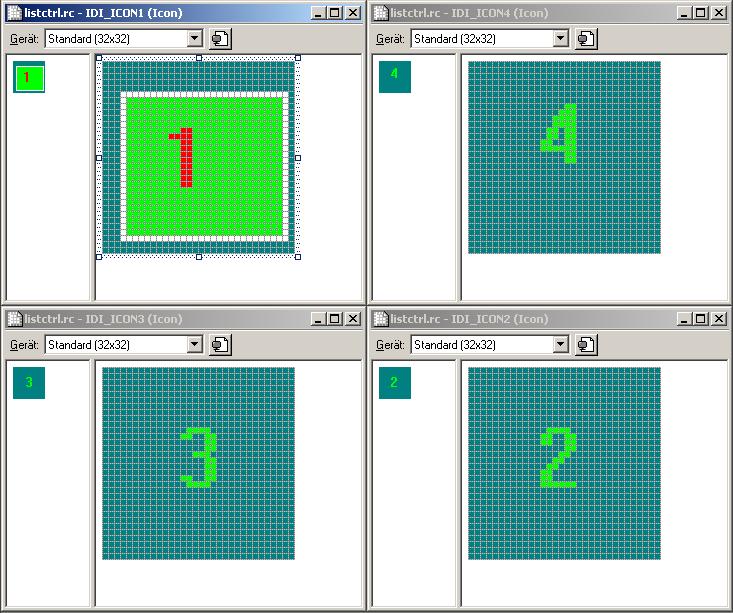 listctrl.rc - IDI_ICON1 (Icon)
Gerät: Standard (32x32)
1
1
listctrl.rc - IDI_ICON4 (Icon)
Gerät: Standard (32x32)
4
4
listctrl.rc - IDI_ICON3 (Icon)
Gerät: Standard (32x32)
3
3
listctrl.rc - IDI_ICON2 (Icon)
Gerät: Standard (32x32)
2
2